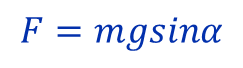 F = mgsinα